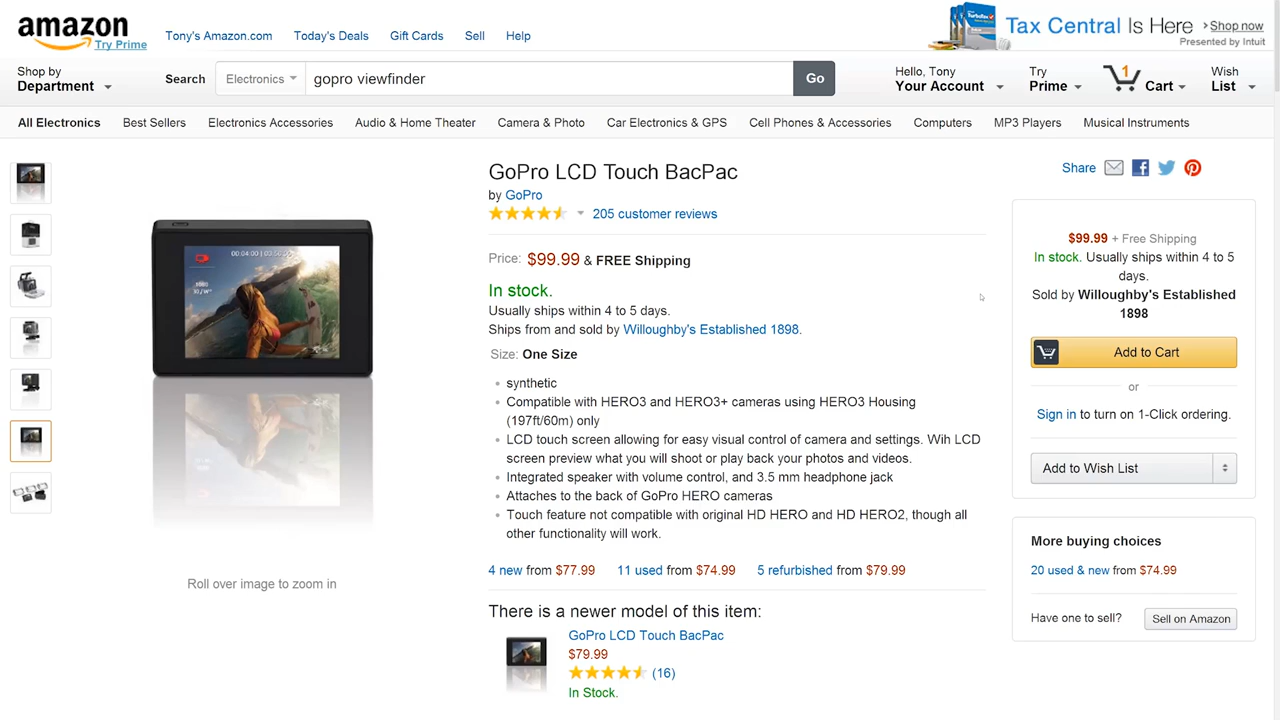 amazon
Try Prime
Tony's Amazon.com
Today's Deals
Gift Cards
Sell
Help
Tax Central Is Here
›Shop now
Presented by Intuit
Shop by
Department
Search
Electronics
gopro viewfinder
Go
Hello, Tony
Your Account
Try
Prime
1
Cart
Wish
List
All Electronics
Best Sellers
Electronics Accessories
Audio & Home Theater
Camera & Photo
Car Electronics & GPS
Cell Phones & Accessories
Computers
MP3 Players
Musical Instruments
GoPro LCD Touch BacPac
by GoPro
205 customer reviews
Price: $99.99 & FREE Shipping
In stock.
Usually ships within 4 to 5 days.
Ships from and sold by Willoughby's Established 1898.
Size: One Size
• synthetic
• Compatible with HERO3 and HERO3+ cameras using HERO3 Housing
(197ft/60m) only
• LCD touch screen allowing for easy visual control of camera and settings. Wih LCD
screen preview what you will shoot or play back your photos and videos.
• Integrated speaker with volume control, and 3.5 mm headphone jack
• Attaches to the back of GoPro HERO cameras
• Touch feature not compatible with original HD HERO and HD HERO2, though all
other functionality will work.
4 new from $77.99
11 used from $74.99
5 refurbished from $79.99
There is a newer model of this item:
GoPro LCD Touch BacPac
$79.99
(16)
In Stock.
Roll over image to zoom in
Share
$99.99 + Free Shipping
In stock. Usually ships within 4 to 5
days.
Sold by Willoughby's Established
1898
Add to Cart
or
Sign in to turn on 1-Click ordering.
Add to Wish List
More buying choices
20 used & new from $74.99
Have one to sell?
Sell on Amazon